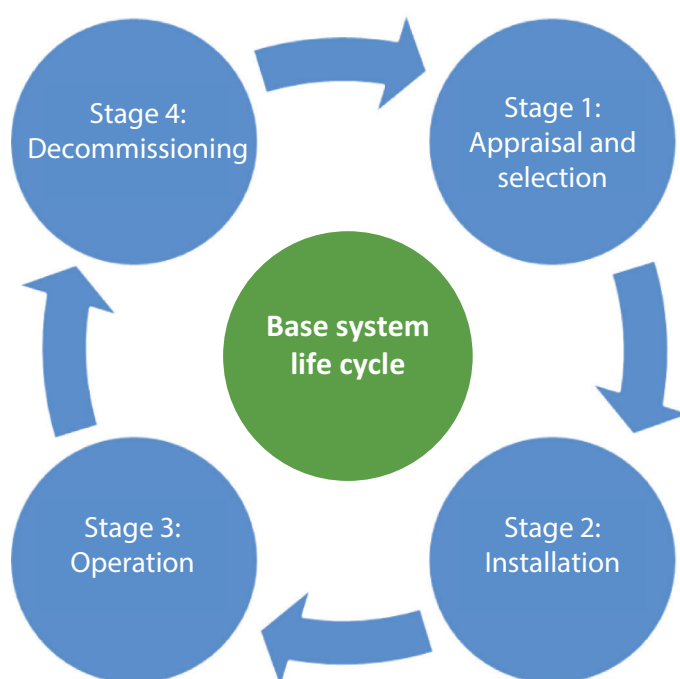 Stage 4:
Decommissioning
Stage 1:
Appraisal and
selection
Base system
life cycle
Stage 3:
Operation
Stage 2:
Installation